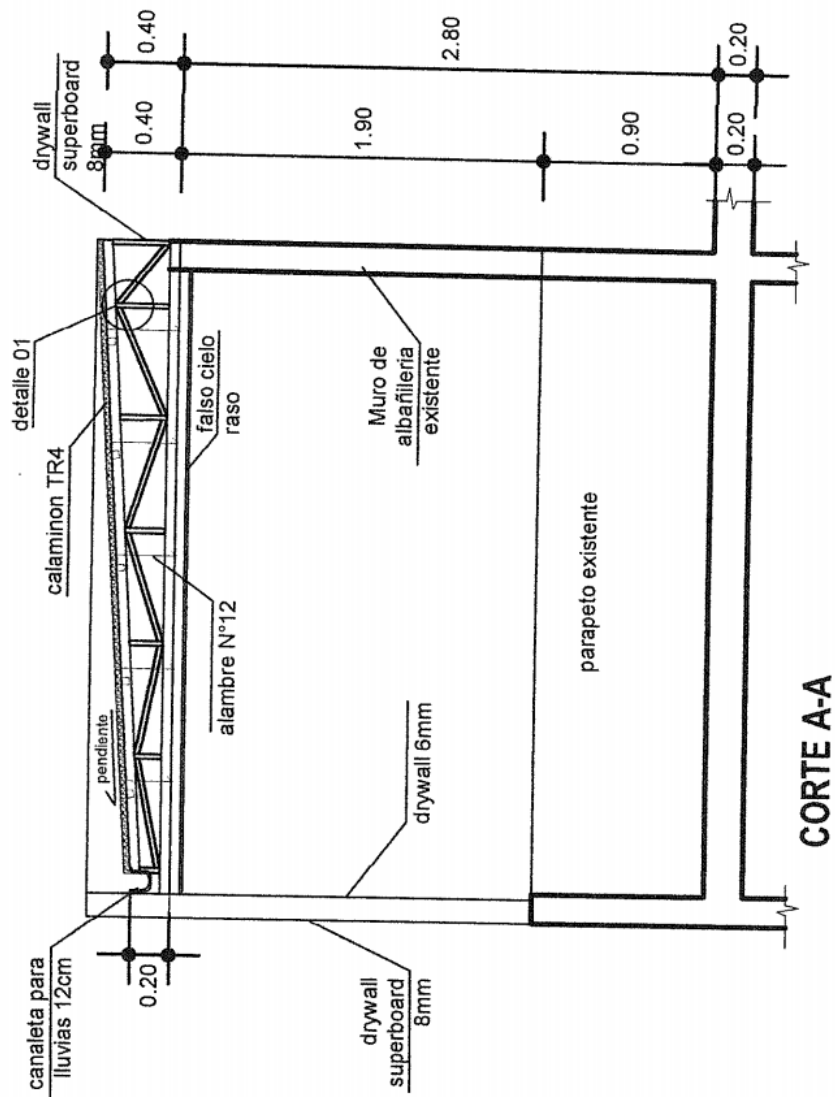 canaleta para
lluvias 12cm
0.20
pendiente
calaminon TR4
detalle 01
drywall
superboard
8mm
0.40
0.40
alambre N°12
falso cielo
raso
1.90
2.80
Muro de
albañileria
existente
drywall 6mm
drywall
superboard
8mm
parapeto existente
0.90
0.20
0.20
CORTE A-A